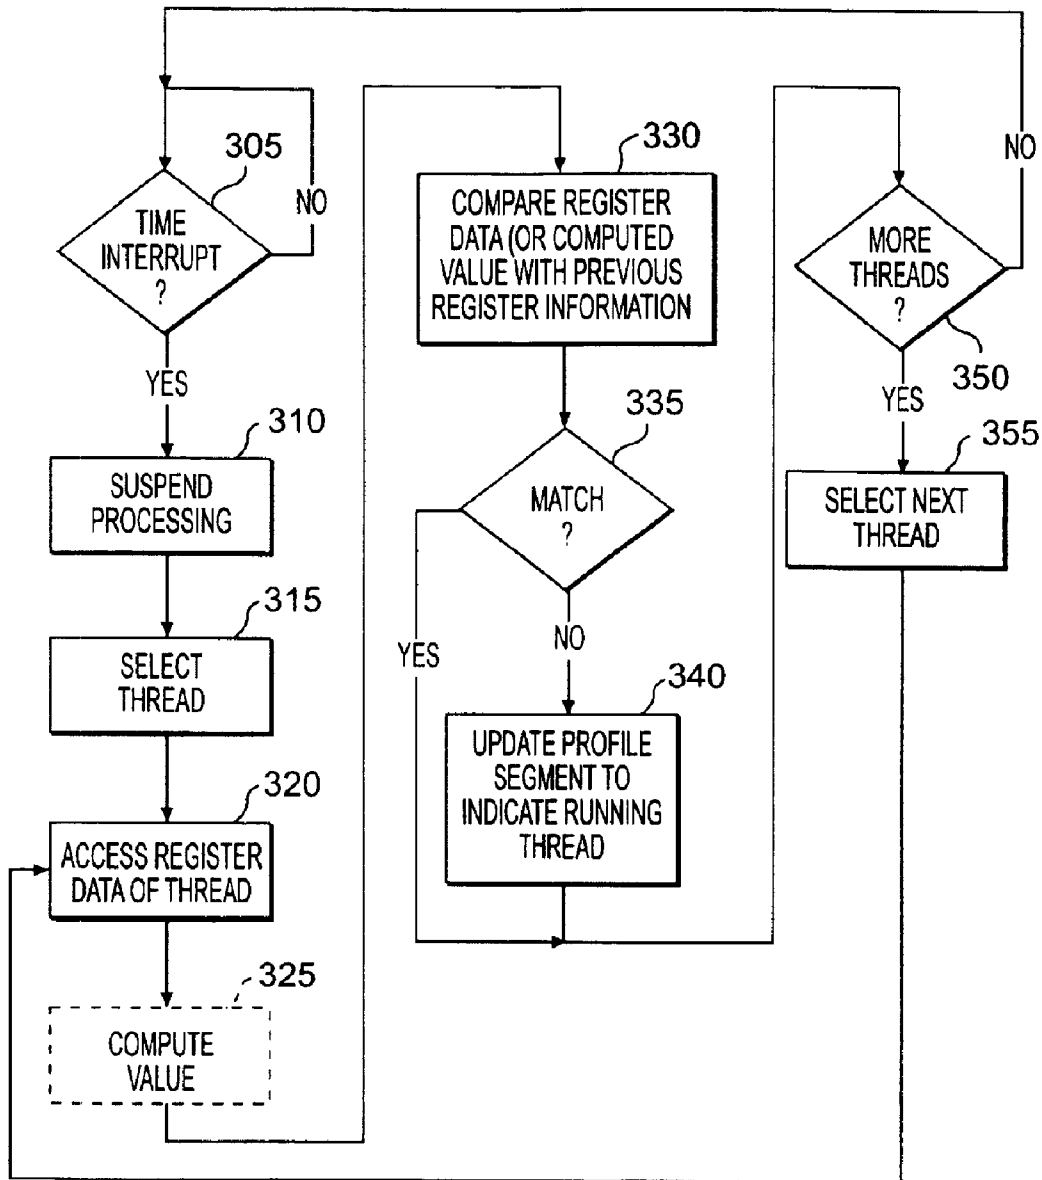 305
TIME
INTERRUPT
?
NO
YES
310
SUSPEND
PROCESSING
315
SELECT
THREAD
320
ACCESS REGISTER
DATA OF THREAD
325
COMPUTE
VALUE
330
COMPARE REGISTER
DATA (OR COMPUTED
VALUE WITH PREVIOUS
REGISTER INFORMATION
335
MATCH
?
YES
NO
340
UPDATE PROFILE
SEGMENT TO
INDICATE RUNNING
THREAD
NO
MORE
THREADS
?
350
YES
355
SELECT NEXT
THREAD